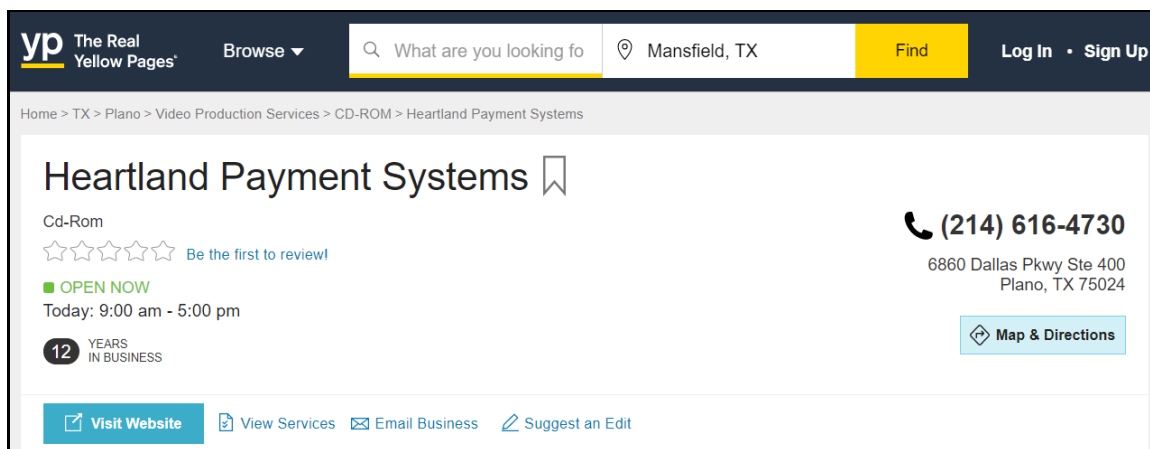 yp The Real Yellow Pages® Browse What are you looking fo Mansfield, TX Find Log In • Sign Up
Home > TX > Plano > Video Production Services > CD-ROM > Heartland Payment Systems
Heartland Payment Systems
Cd-Rom
(214) 616-4730
Be the first to review!
6860 Dallas Pkwy Ste 400
Plano, TX 75024
OPEN NOW
Today: 9:00 am - 5:00 pm
Map & Directions
12 YEARS IN BUSINESS
Visit Website View Services Email Business Suggest an Edit